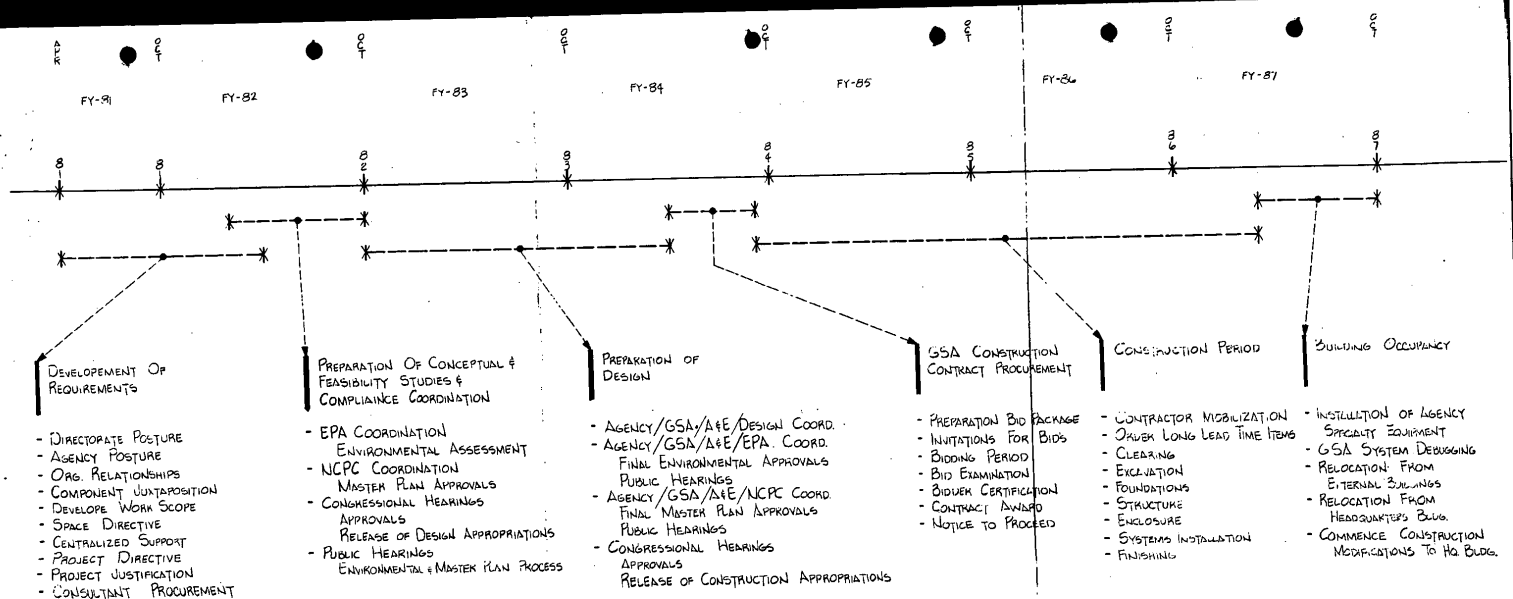 APR
OCT
OCT
OCT
OCT
OCT
OCT
OCT
FY-81
FY-82
FY-83
FY-84
FY-85
FY-86
FY-87
8
8
82
83
84
85
86
87
DEVELOPEMENT OF
REQUIREMENTS
- DIRECTORATE POSTURE
- AGENCY POSTURE
- ORG. RELATIONSHIPS
- COMPONENT JUXTAPOSITION
- DEVELOPE WORK SCOPE
- SPACE DIRECTIVE
- CENTRALIZED SUPPORT
- PROJECT DIRECTIVE
- PROJECT JUSTIFICATION
- CONSULTANT PROCUREMENT
PREPARATION OF CONCEPTUAL &
FEASIBILITY STUDIES &
COMPLIANCE COORDINATION
- EPA COORDINATION
ENVIRONMENTAL ASSESSMENT
- NCPC COORDINATION
MASTER PLAN APPROVALS
- CONGRESSIONAL HEARINGS
APPROVALS
RELEASE OF DESIGN APPROPRIATIONS
- PUBLIC HEARINGS
ENVIRONMENTAL & MASTER PLAN PROCESS
PREPARATION OF
DESIGN
- AGENCY/GSA/A&E/DESIGN COORD.
- AGENCY/GSA/A&E/EPA. COORD.
FINAL ENVIRONMENTAL APPROVALS
PUBLIC HEARINGS
- AGENCY/GSA/A&E/NCPC COORD.
FINAL MASTER PLAN APPROVALS
PUBLIC HEARINGS
- CONGRESSIONAL HEARINGS
APPROVALS
RELEASE OF CONSTRUCTION APPROPRIATIONS
GSA CONSTRUCTION
CONTRACT PROCUREMENT
- PREPARATION BID PACKAGE
- INVITATIONS FOR BIDS
- BIDDING PERIOD
- BID EXAMINATION
- BIDDER CERTIFICATION
- CONTRACT AWARD
- NOTICE TO PROCEED
CONSTRUCTION PERIOD
- CONTRACTOR MOBILIZATION
- ORDER LONG LEAD TIME ITEMS
- CLEARING
- EXCAVATION
- FOUNDATIONS
- STRUCTURE
- ENCLOSURE
- SYSTEMS INSTALLATION
- FINISHING
BUILDING OCCUPANCY
- INSTALLATION OF AGENCY
SPECIALTY EQUIPMENT
- GSA SYSTEM DEBUGGING
- RELOCATION FROM
EXTERNAL BUILDINGS
- RELOCATION FROM
HEADQUARTERS BLDG.
- COMMENCE CONSTRUCTION
MODIFICATIONS TO HQ. BLDG.